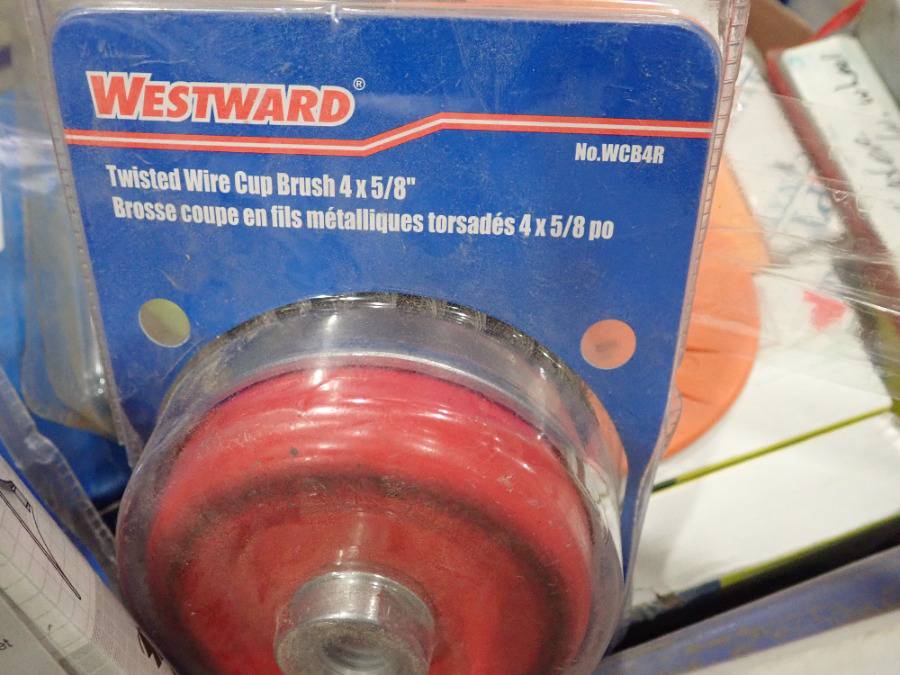 WESTWARD®
No.WCB4R
Twisted Wire Cup Brush 4 x 5/8"
Brosse coupe en fils métalliques torsadés 4 x 5/8 po